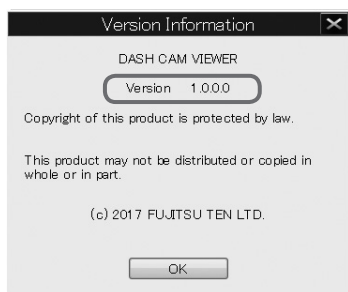 Version Information
DASH CAM VIEWER
Version 1.0.0.0
Copyright of this product is protected by law.
This product may not be distributed or copied in
whole or in part.
(c) 2017 FUJITSU TEN LTD.
OK